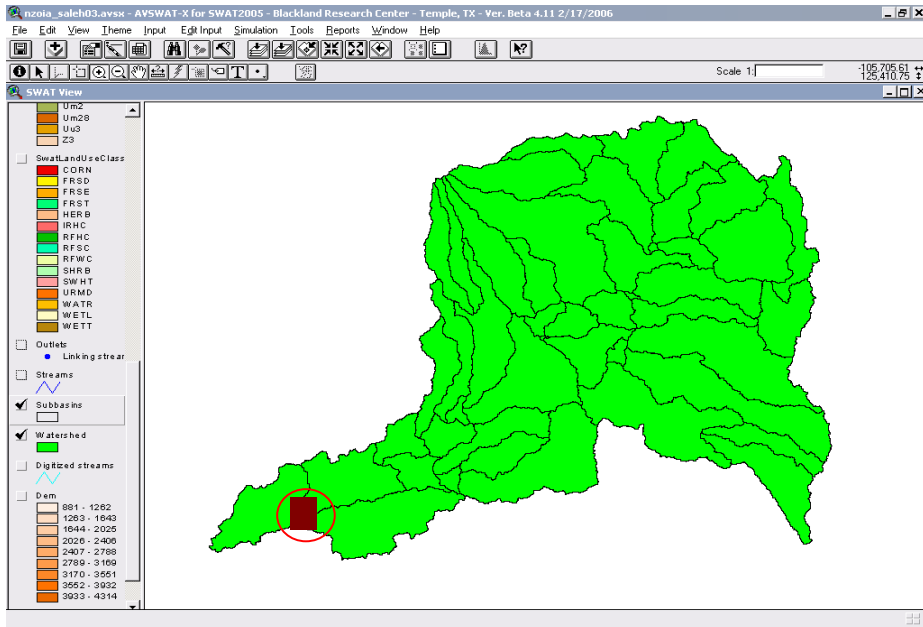 nzoia_saleh03.avsx - AVSWAT-X for SWAT2005 - Blackland Research Center - Temple, TX - Ver. Beta 4.11 2/17/2006
File Edit View Theme Input Edit Input Simulation Tools Reports Window Help
Scale 1:
-105,705.61
125,410.75
SWAT View
Um2
Um28
Uu3
Z3
SwatLandUseClass
CORN
FRSD
FRSE
FRST
HERB
IRHC
RFHC
RFSC
RFWC
SHRB
SWHT
URMD
WATR
WETL
WETT
Outlets
Linking strear
Streams
Subbasins
Watershed
Digitized streams
Dem
881 - 1262
1263 - 1643
1644 - 2025
2026 - 2406
2407 - 2788
2789 - 3169
3170 - 3551
3552 - 3932
3933 - 4314